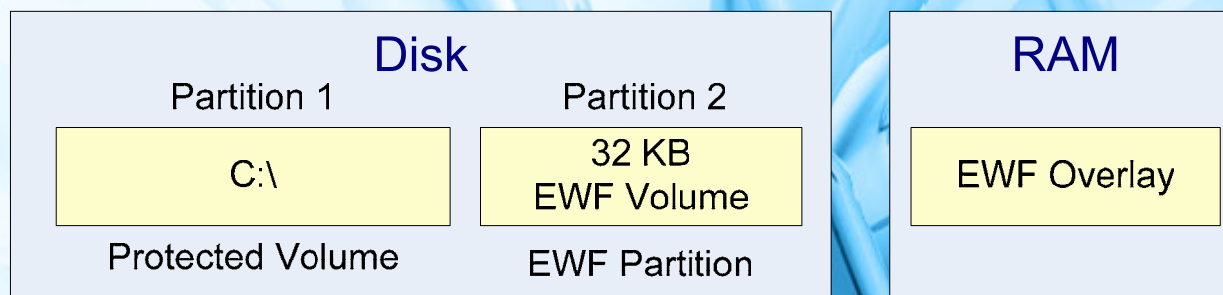 Disk
Partition 1
Partition 2
C:\
32 KB
EWF Volume
Protected Volume
EWF Partition
RAM
EWF Overlay